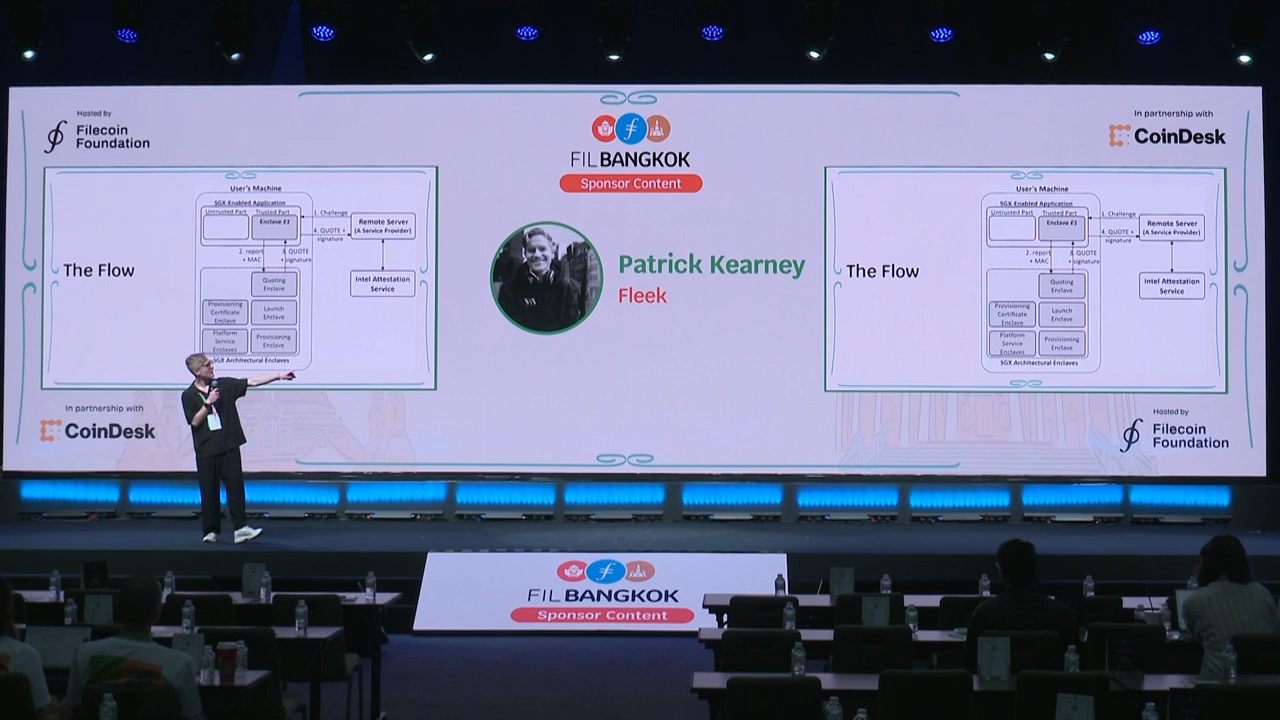 Hosted by
Filecoin
Foundation
In partnership with
CoinDesk
FIL BANGKOK
Sponsor Content
The Flow
User's Machine
SGX Enabled Application
Untrusted Part
Trusted Part
Enclave E1
1. Challenge
4. QUOTE +
signature
Remote Server
(A Service Provider)
2. report
+ MAC
3. QUOTE
+signature
Quoting
Enclave
Intel Attestation
Service
Provisioning
Certificate
Enclave
Launch
Enclave
Platform
Service
Enclaves
Provisioning
Enclave
SGX Architectural Enclaves
Patrick Kearney
Fleek
The Flow
User's Machine
SGX Enabled Application
Untrusted Part
Trusted Part
Enclave E1
1. Challenge
4. QUOTE +
signature
Remote Server
(A Service Provider)
2. report
+ MAC
3. QUOTE
+signature
Quoting
Enclave
Intel Attestation
Service
Provisioning
Certificate
Enclave
Launch
Enclave
Platform
Service
Enclaves
Provisioning
Enclave
SGX Architectural Enclaves
In partnership with
CoinDesk
Hosted by
Filecoin
Foundation
FIL BANGKOK
Sponsor Content